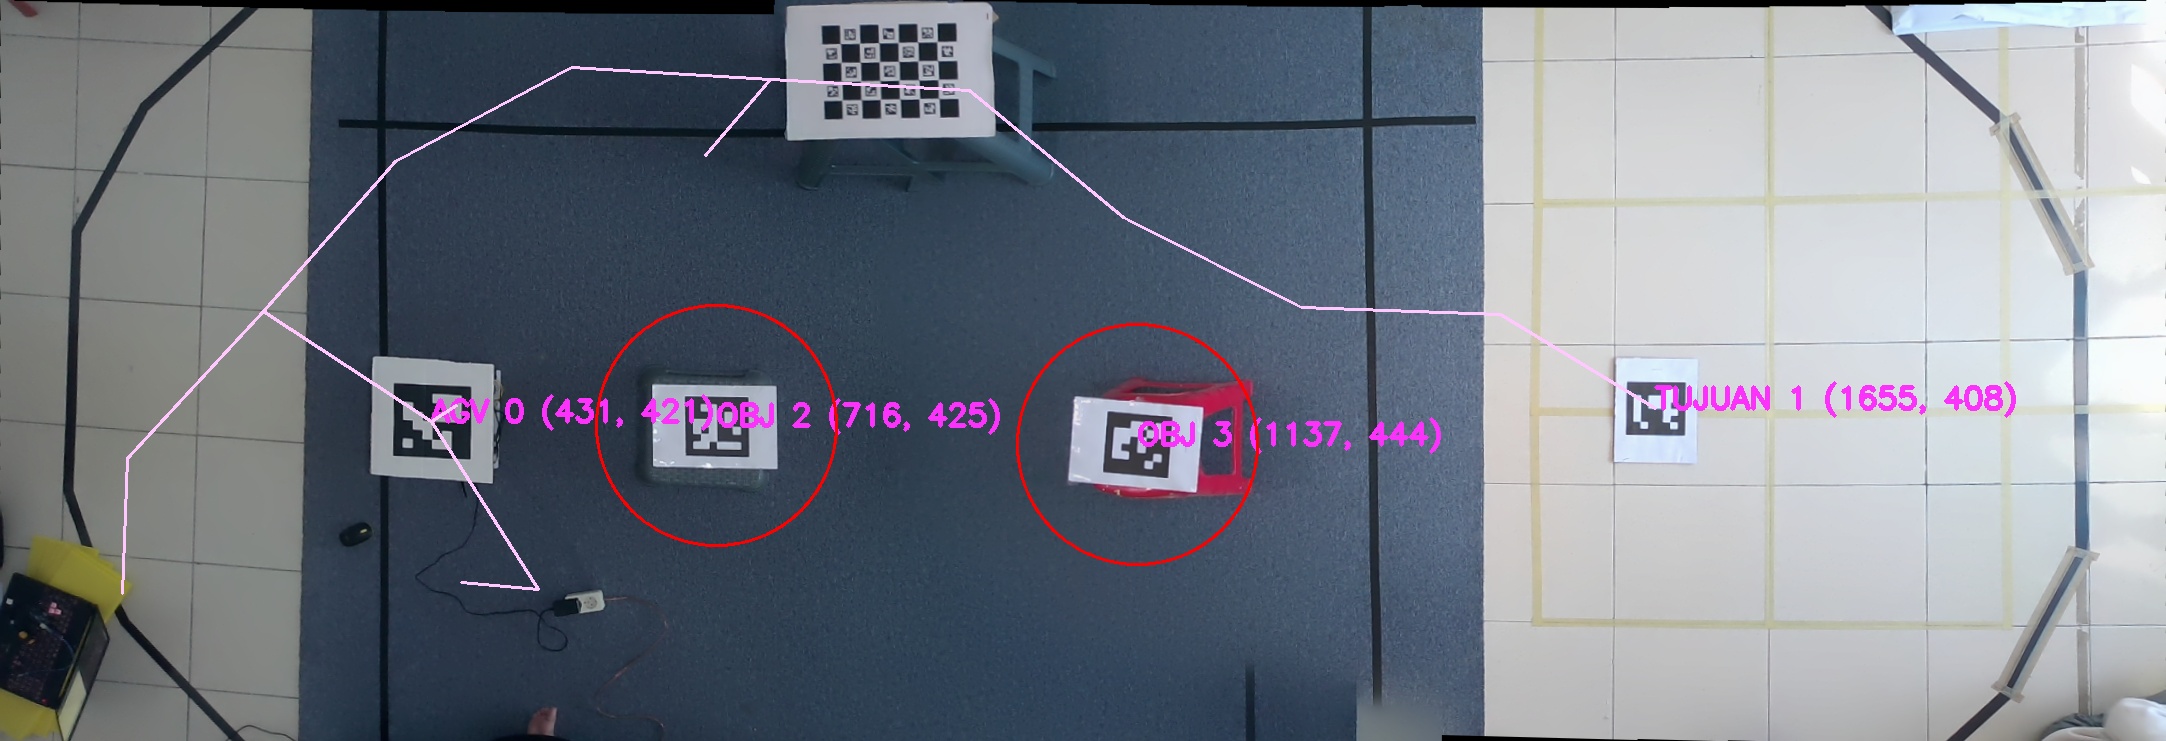 AGV 0 (431, 421)
OBJ 2 (716, 425)
OBJ 3 (1137, 444)
TUJUAN 1 (1655, 408)